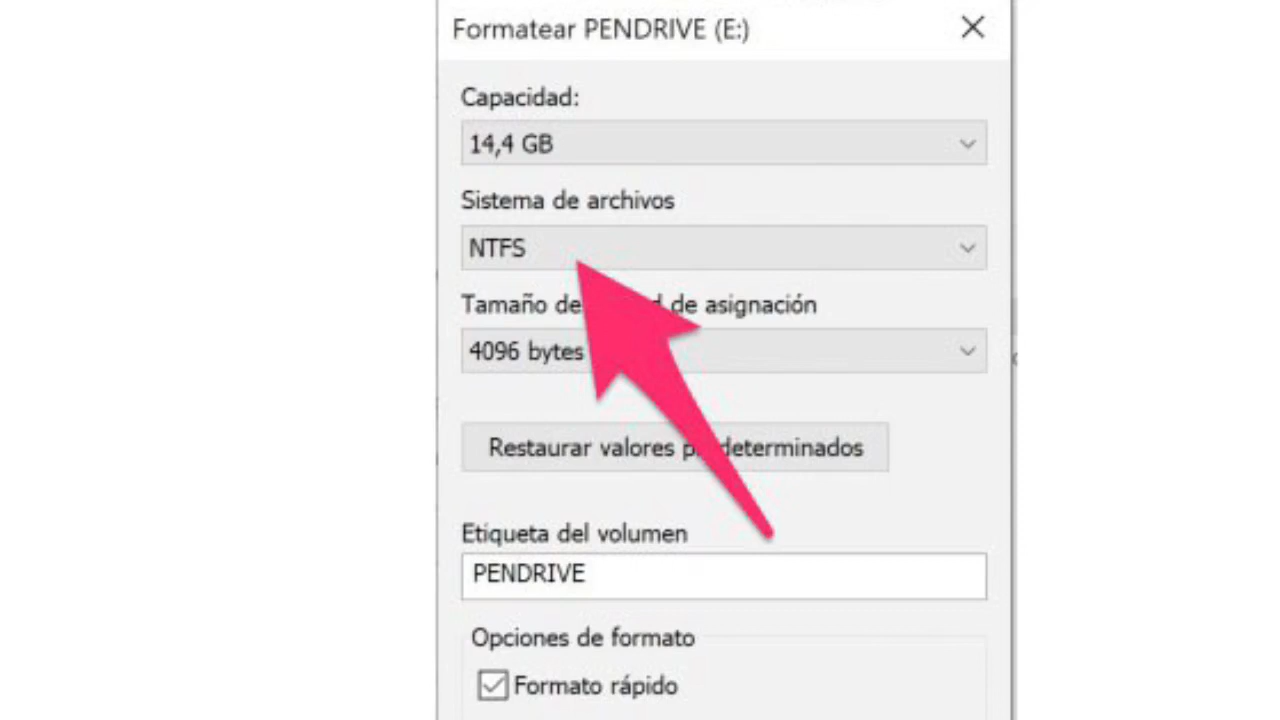 Formatear PENDRIVE (E:)
Capacidad:
14,4 GB
Sistema de archivos
NTFS
Tamaño de de asignación
4096 bytes
Restaurar valores predeterminados
Etiqueta del volumen
PENDRIVE
Opciones de formato
Formato rápido